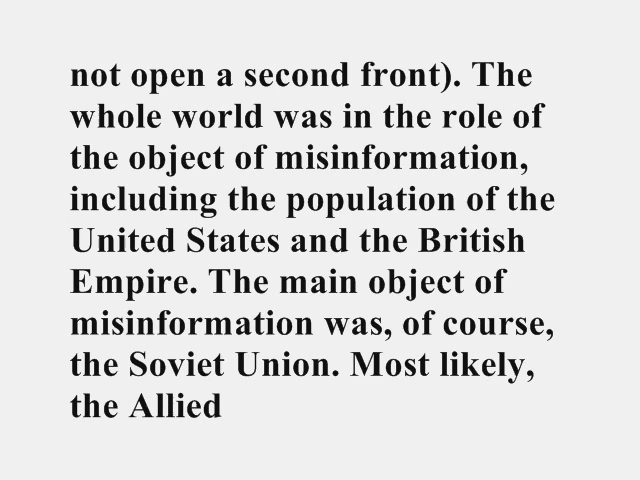 not open a second front). The
whole world was in the role of
the object of misinformation,
including the population of the
United States and the British
Empire. The main object of
misinformation was, of course,
the Soviet Union. Most likely,
the Allied